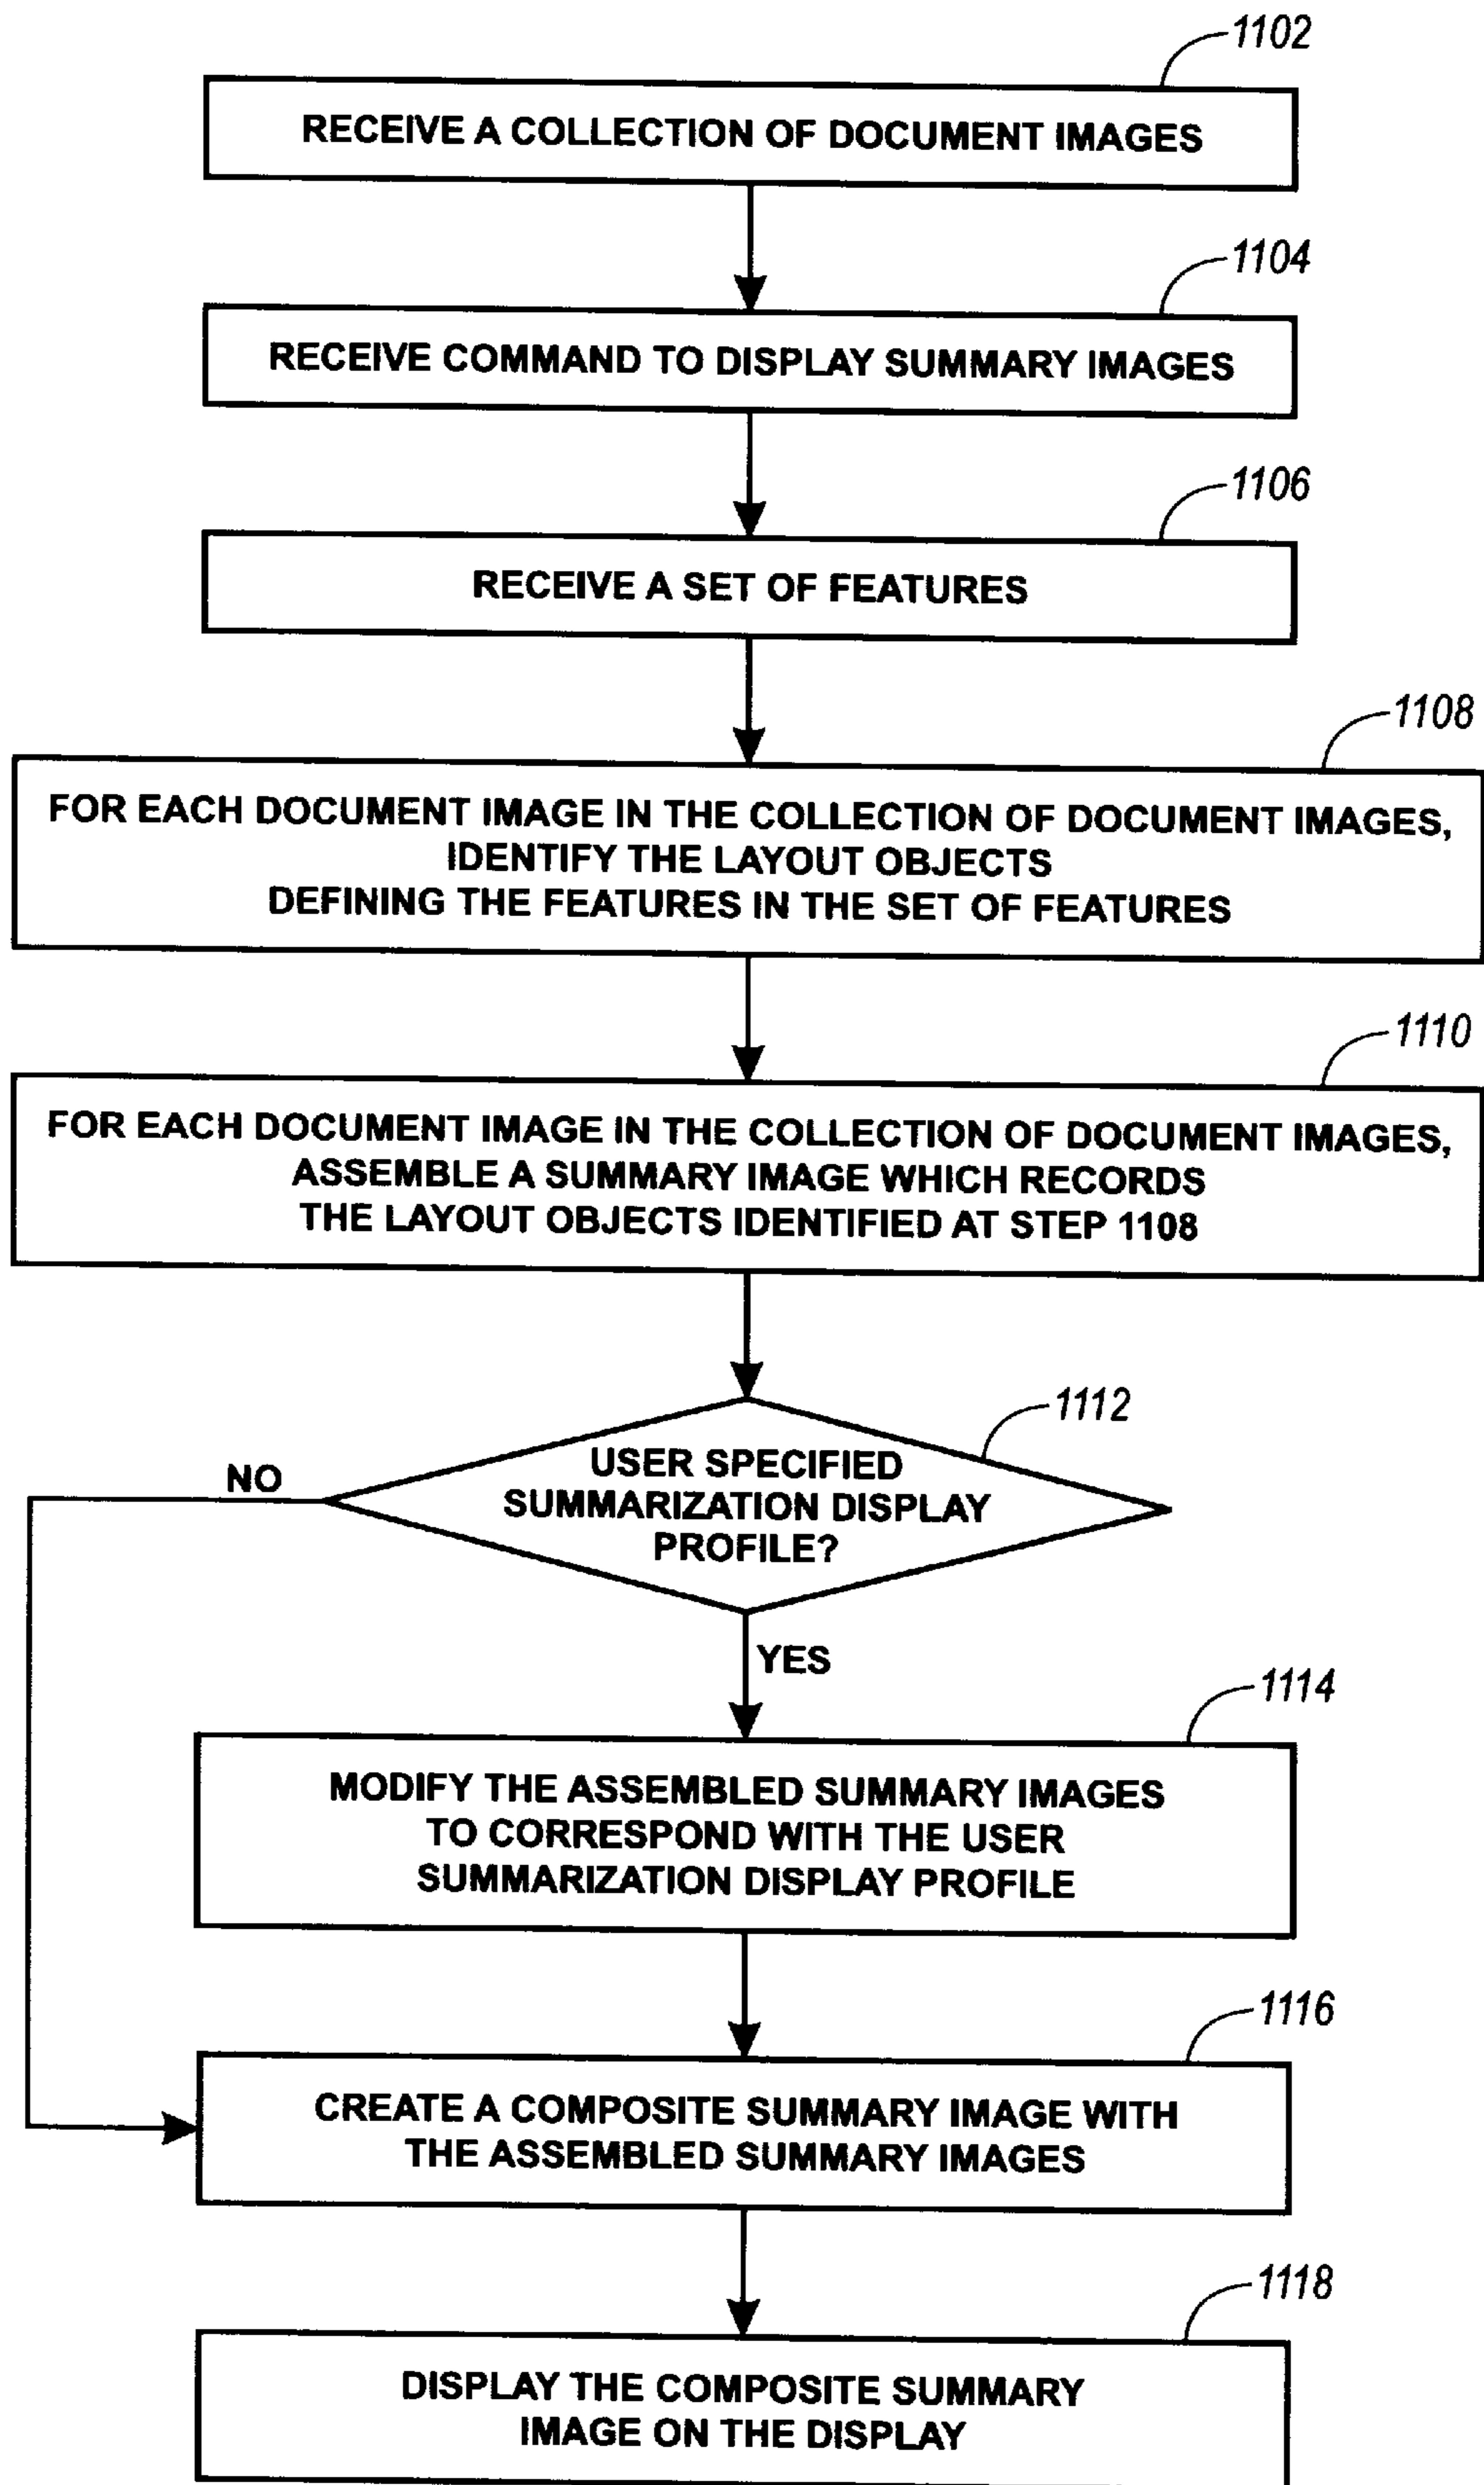 1102
RECEIVE A COLLECTION OF DOCUMENT IMAGES
1104
RECEIVE COMMAND TO DISPLAY SUMMARY IMAGES
1106
RECEIVE A SET OF FEATURES
1108
FOR EACH DOCUMENT IMAGE IN THE COLLECTION OF DOCUMENT IMAGES,
IDENTIFY THE LAYOUT OBJECTS
DEFINING THE FEATURES IN THE SET OF FEATURES
1110
FOR EACH DOCUMENT IMAGE IN THE COLLECTION OF DOCUMENT IMAGES,
ASSEMBLE A SUMMARY IMAGE WHICH RECORDS
THE LAYOUT OBJECTS IDENTIFIED AT STEP 1108
1112
USER SPECIFIED
SUMMARIZATION DISPLAY
PROFILE?
NO
YES
1114
MODIFY THE ASSEMBLED SUMMARY IMAGES
TO CORRESPOND WITH THE USER
SUMMARIZATION DISPLAY PROFILE
1116
CREATE A COMPOSITE SUMMARY IMAGE WITH
THE ASSEMBLED SUMMARY IMAGES
1118
DISPLAY THE COMPOSITE SUMMARY
IMAGE ON THE DISPLAY